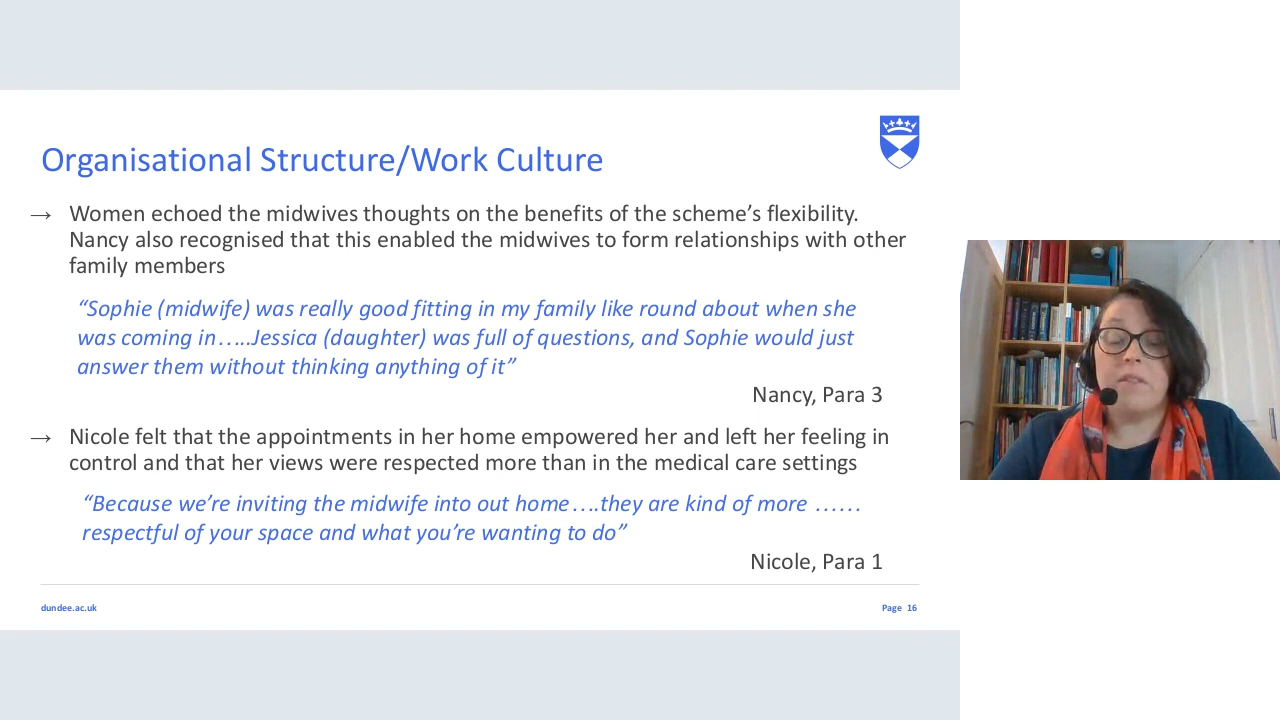 Organisational Structure/Work Culture
→ Women echoed the midwives thoughts on the benefits of the scheme’s flexibility.
Nancy also recognised that this enabled the midwives to form relationships with other
family members
“Sophie (midwife) was really good fitting in my family like round about when she
was coming in…..Jessica (daughter) was full of questions, and Sophie would just
answer them without thinking anything of it”
Nancy, Para 3
→ Nicole felt that the appointments in her home empowered her and left her feeling in
control and that her views were respected more than in the medical care settings
“Because we’re inviting the midwife into out home….they are kind of more ……
respectful of your space and what you’re wanting to do”
Nicole, Para 1
dundee.ac.uk
Page 16